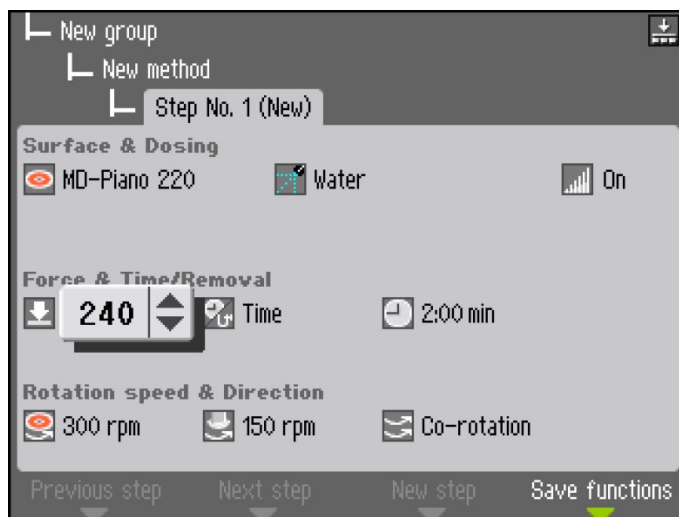 New group
New method
Step No. 1 (New)
Surface & Dosing
MD-Piano 220 Water On
Force & Time/Removal
240 Time 2:00 min
Rotation speed & Direction
300 rpm 150 rpm Co-rotation
Previous step Next step New step Save functions